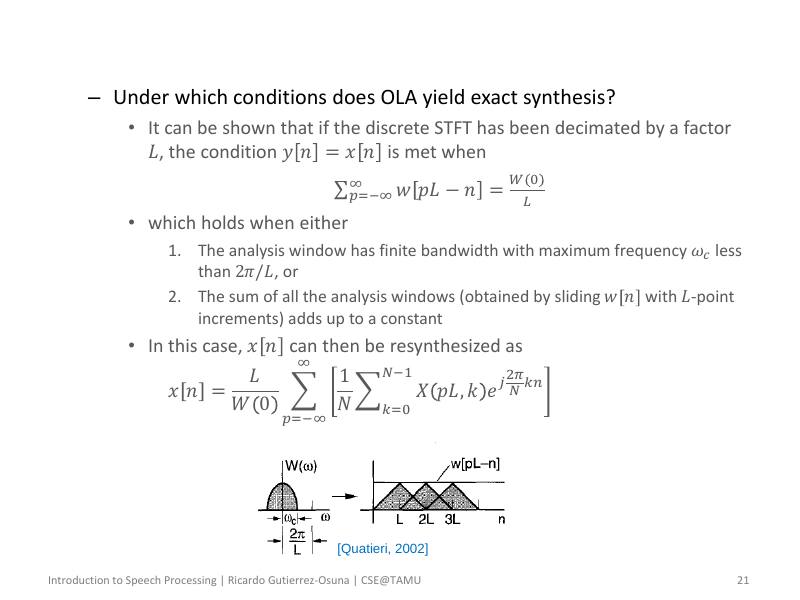 – Under which conditions does OLA yield exact synthesis?
• It can be shown that if the discrete STFT has been decimated by a factor
𝐿, the condition 𝑦[𝑛] = 𝑥[𝑛] is met when
∑_{𝑝=−∞}^{∞} 𝑤[𝑝𝐿 − 𝑛] = 𝑊(0)/𝐿
• which holds when either
1. The analysis window has finite bandwidth with maximum frequency 𝜔_𝑐 less
than 2𝜋/𝐿, or
2. The sum of all the analysis windows (obtained by sliding 𝑤[𝑛] with 𝐿-point
increments) adds up to a constant
• In this case, 𝑥[𝑛] can then be resynthesized as
𝑥[𝑛] = 𝐿/𝑊(0) ∑_{𝑝=−∞}^{∞} [1/𝑁 ∑_{𝑘=0}^{𝑁−1} 𝑋(𝑝𝐿, 𝑘)𝑒^{𝑗(2𝜋/𝑁)𝑘𝑛}]
W(ω) w[pL–n]
ω_c ω L 2L 3L n
2π/L
[Quatieri, 2002]
Introduction to Speech Processing | Ricardo Gutierrez-Osuna | CSE@TAMU 21